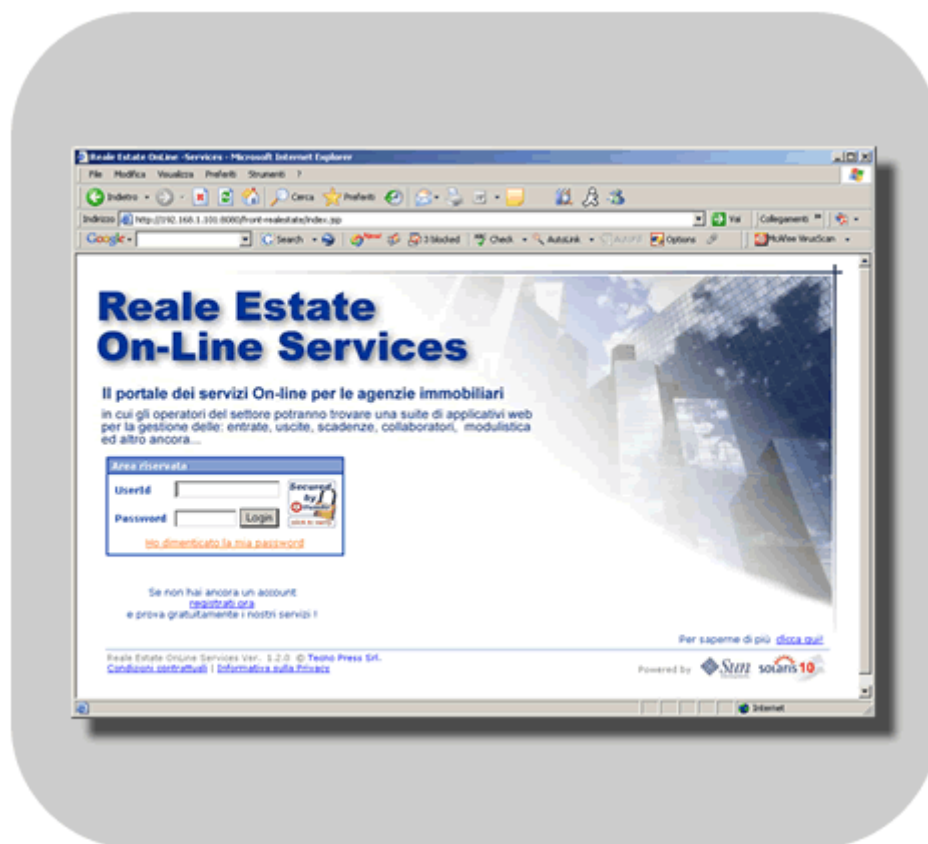 Reale Estate OnLine -Services - Microsoft Internet Explorer
File Modifica Visualizza Preferiti Strumenti ?
Indietro Cerca Preferiti
Indirizzo http://192.168.1.101:8080/front-realestate/index.jsp Vai Collegamenti »
Google Search New! 3 blocked Check AutoLink AutoFill Options McAfee VirusScan
Reale Estate
On-Line Services
Il portale dei servizi On-line per le agenzie immobiliari
in cui gli operatori del settore potranno trovare una suite di applicativi web
per la gestione delle: entrate, uscite, scadenze, collaboratori, modulistica
ed altro ancora...
Area riservata
UserId
Secured
by
Password Login
click to verify
Ho dimenticato la mia password
Se non hai ancora un account
registrati ora
e prova gratuitamente i nostri servizi !
Per saperne di più clicca qui!
Reale Estate OnLine Services Ver. 1.2.0 © Tecno Press Srl.
Condizioni contrattuali | Informativa sulla Privacy
Powered by Sun solaris 10
Internet